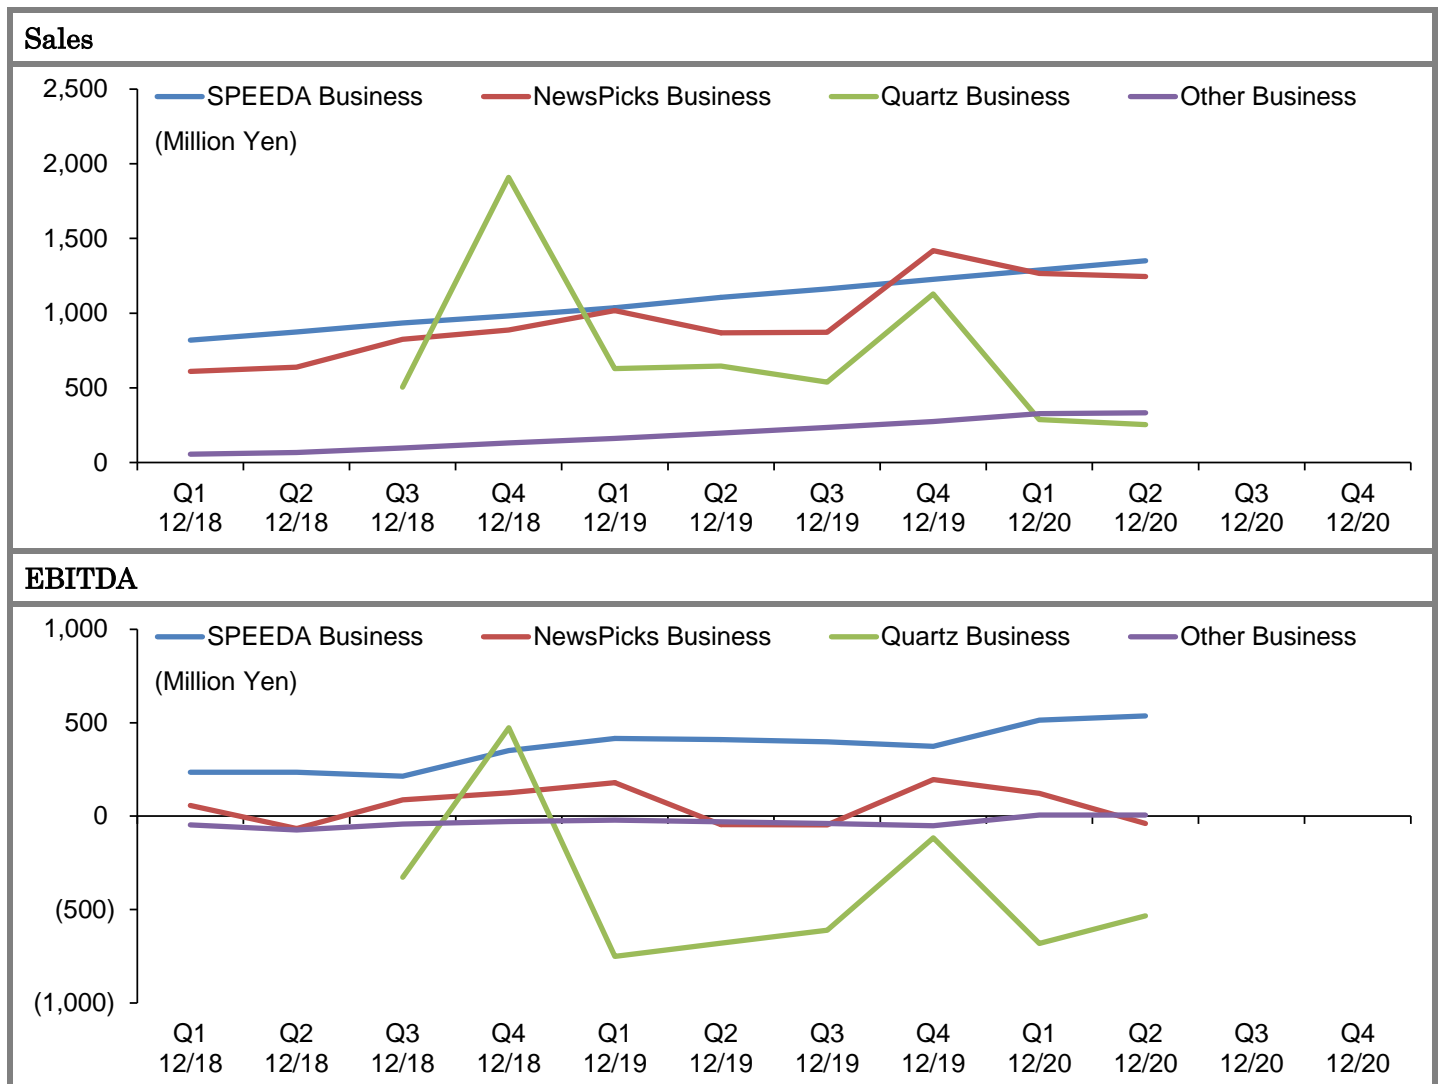 Sales
2,500
SPEEDA Business
NewsPicks Business
Quartz Business
Other Business
(Million Yen)
2,000
1,500
1,000
500
0
Q1 Q2 Q3 Q4 Q1 Q2 Q3 Q4 Q1 Q2 Q3 Q4
12/18 12/18 12/18 12/18 12/19 12/19 12/19 12/19 12/20 12/20 12/20 12/20
EBITDA
1,000
SPEEDA Business
NewsPicks Business
Quartz Business
Other Business
(Million Yen)
500
0
(500)
(1,000)
Q1 Q2 Q3 Q4 Q1 Q2 Q3 Q4 Q1 Q2 Q3 Q4
12/18 12/18 12/18 12/18 12/19 12/19 12/19 12/19 12/20 12/20 12/20 12/20